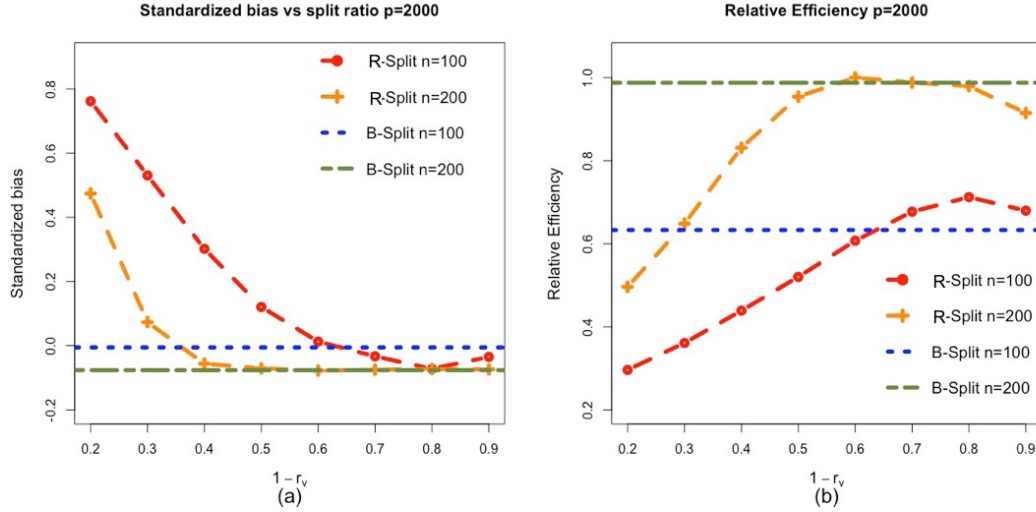 Standardized bias vs split ratio p=2000
Standardized bias
0.8
0.6
0.4
0.2
0.0
-0.2
R-Split n=100
R-Split n=200
B-Split n=100
B-Split n=200
0.2 0.3 0.4 0.5 0.6 0.7 0.8 0.9
1 − rv
(a)
Relative Efficiency p=2000
Relative Efficiency
1.0
0.8
0.6
0.4
0.2
R-Split n=100
R-Split n=200
B-Split n=100
B-Split n=200
0.2 0.3 0.4 0.5 0.6 0.7 0.8 0.9
1 − rv
(b)